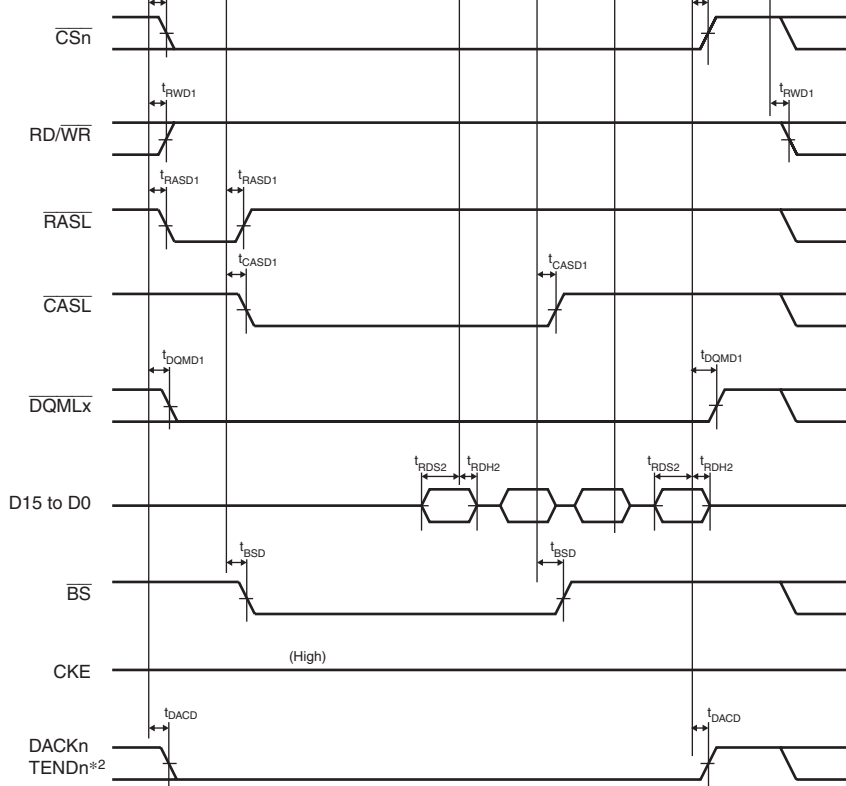 CSn
tRWD1 tRWD1
RD/WR
tRASD1 tRASD1
RASL
tCASD1 tCASD1
CASL
tDQMD1 tDQMD1
DQMLx
tRDS2 tRDH2 tRDS2 tRDH2
D15 to D0
tBSD tBSD
BS
(High)
CKE
tDACD tDACD
DACKn
TENDn*2